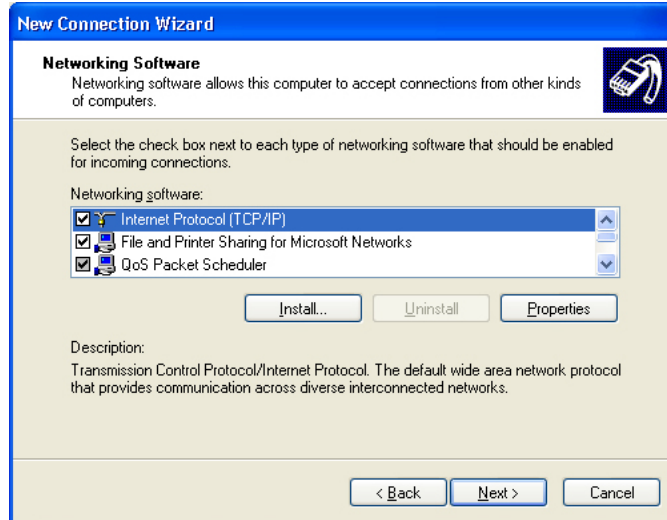 New Connection Wizard
Networking Software
Networking software allows this computer to accept connections from other kinds
of computers.
Select the check box next to each type of networking software that should be enabled
for incoming connections.
Networking software:
Internet Protocol (TCP/IP)
File and Printer Sharing for Microsoft Networks
QoS Packet Scheduler
Install... Uninstall Properties
Description:
Transmission Control Protocol/Internet Protocol. The default wide area network protocol
that provides communication across diverse interconnected networks.
< Back Next > Cancel